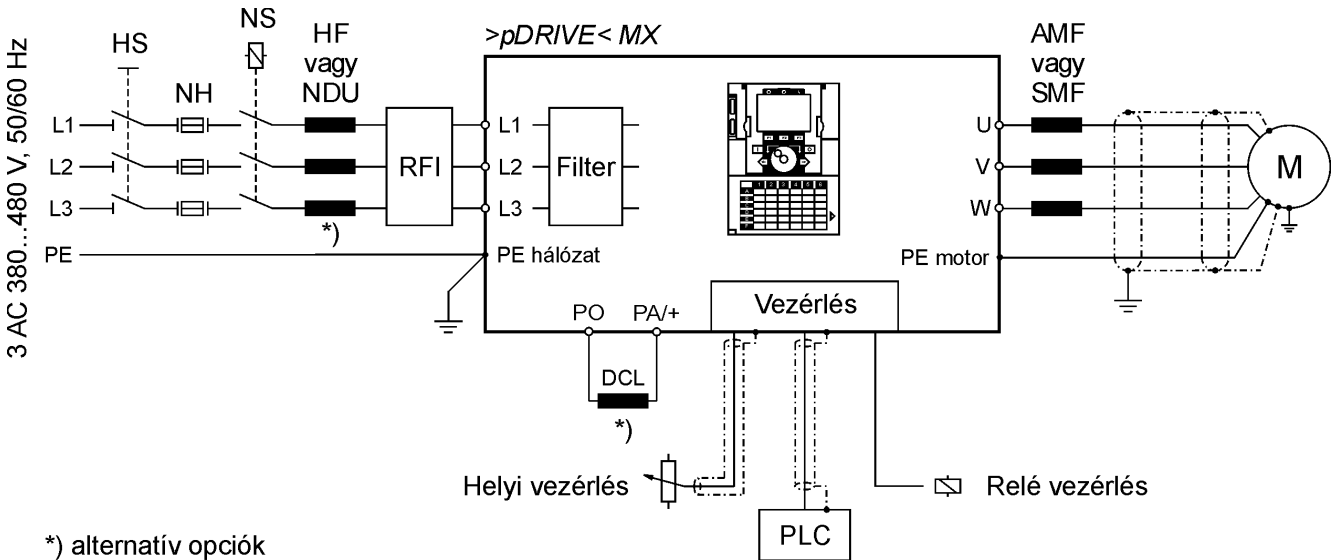 3 AC 380...480 V, 50/60 Hz
HS
NH
NS
HF
vagy
NDU
>pDRIVE< MX
AMF
vagy
SMF
L1
L2
L3
PE
*)
RFI
L1
L2
L3
Filter
PE hálózat
U
V
W
PE motor
M
PO
PA/+
Vezérlés
DCL
*)
Helyi vezérlés
PLC
Relé vezérlés
*) alternatív opciók